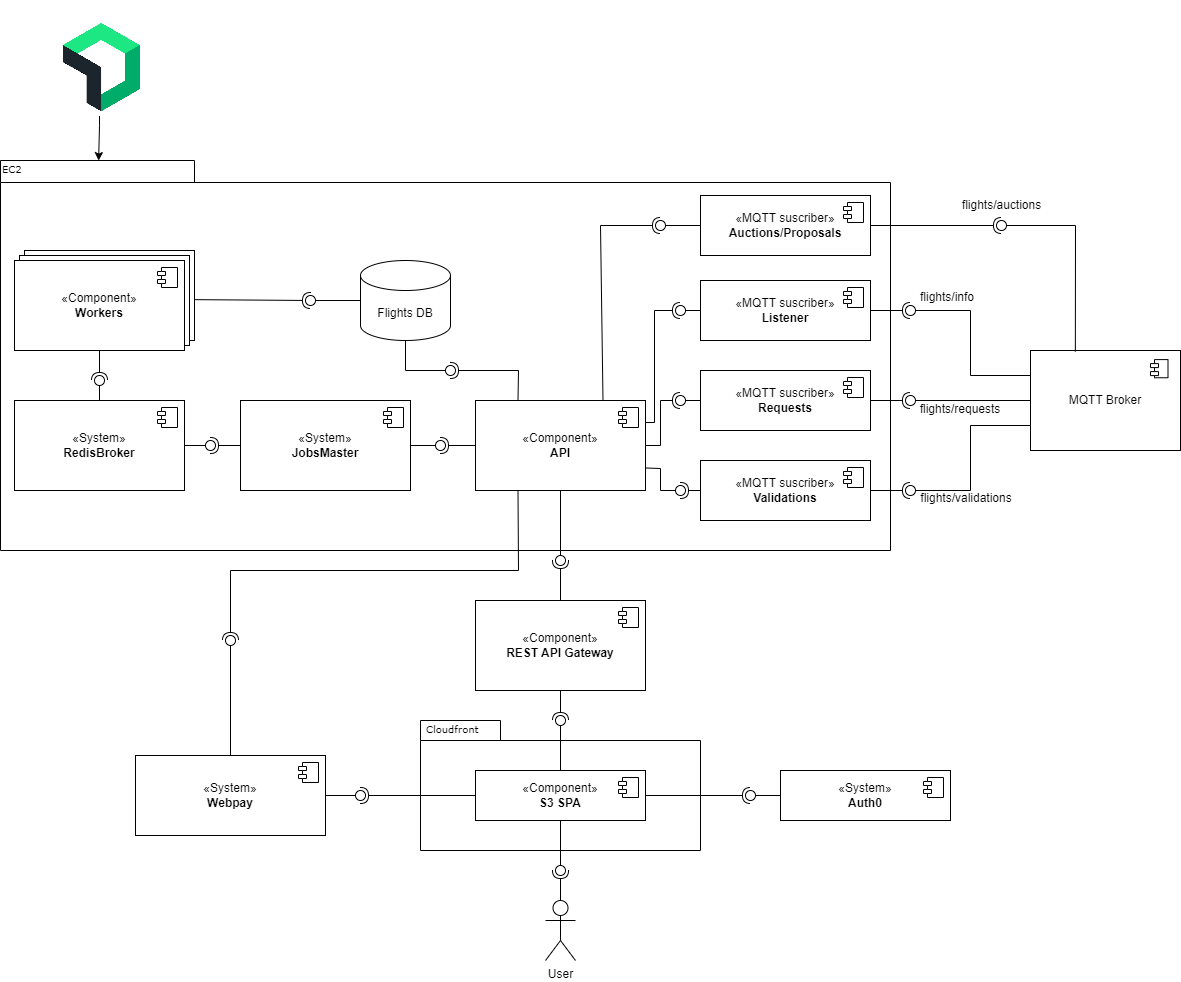 EC2
«MQTT suscriber»
Auctions/Proposals
flights/auctions
«Component»
Workers
Flights DB
«MQTT suscriber»
Listener
flights/info
«MQTT suscriber»
Requests
flights/requests
MQTT Broker
«System»
RedisBroker
«System»
JobsMaster
«Component»
API
«MQTT suscriber»
Validations
flights/validations
«Component»
REST API Gateway
Cloudfront
«System»
Webpay
«Component»
S3 SPA
«System»
Auth0
User